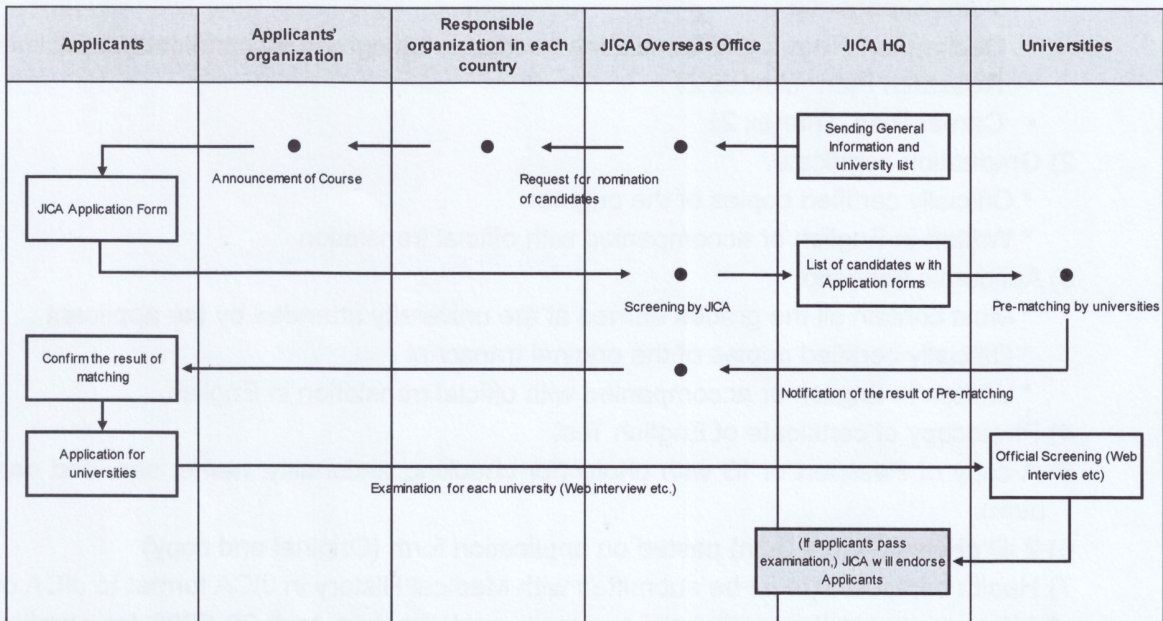 Applicants
Applicants'
organization
Responsible
organization in each
country
JICA Overseas Office
JICA HQ
Universities
Sending General
Information and
university list
Announcement of Course
Request for nomination
of candidates
JICA Application Form
List of candidates with
Application forms
Screening by JICA
Pre-matching by universities
Confirm the result of
matching
Notification of the result of Pre-matching
Application for
universities
Official Screening (Web
intervies etc)
Examination for each university (Web interview etc.)
(If applicants pass
examination,) JICA will endorse
Applicants